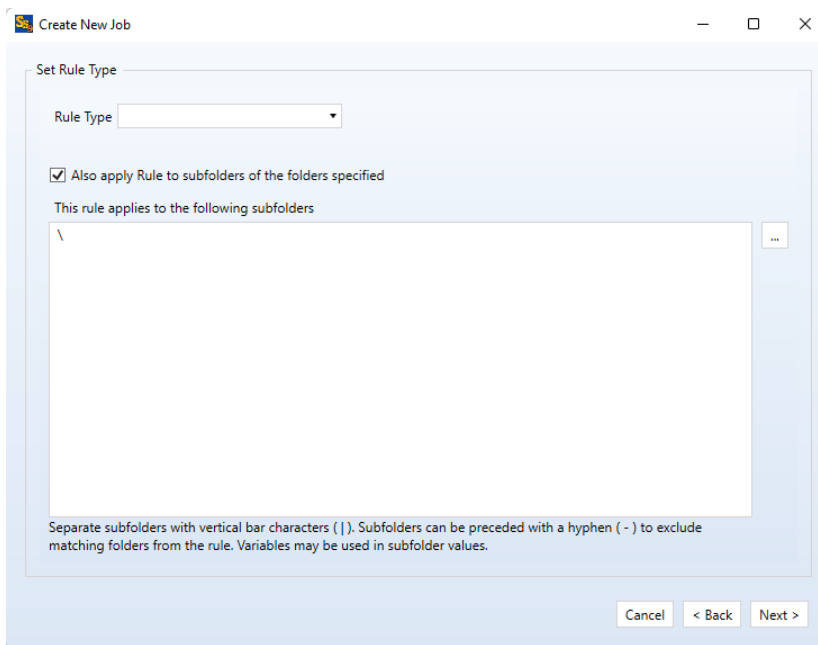 Create New Job
Set Rule Type
Rule Type
Also apply Rule to subfolders of the folders specified
This rule applies to the following subfolders
\
...
Separate subfolders with vertical bar characters ( | ). Subfolders can be preceded with a hyphen ( - ) to exclude
matching folders from the rule. Variables may be used in subfolder values.
Cancel
< Back
Next >